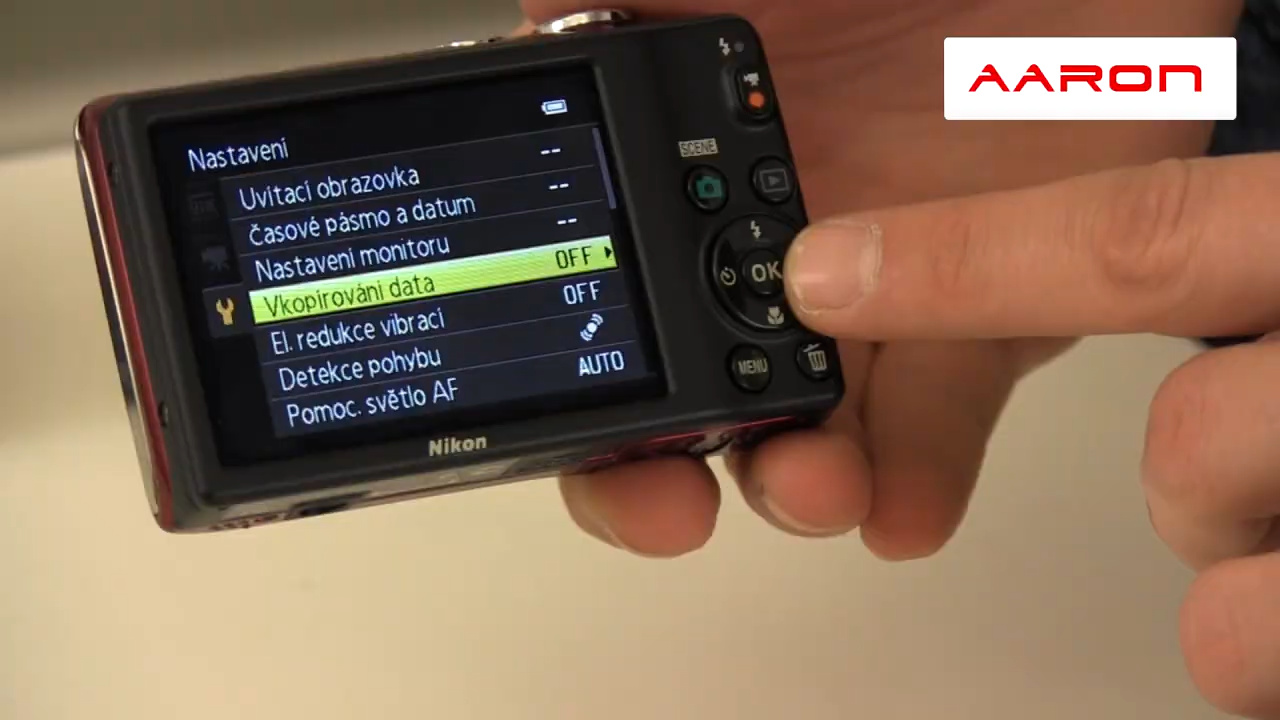 AARON
SCENE
Nastavení
Uvítací obrazovka --
Časové pásmo a datum --
Nastavení monitoru --
Vkopírování data OFF
El. redukce vibrací OFF
Detekce pohybu
Pomoc. světlo AF AUTO
OK
MENU
Nikon